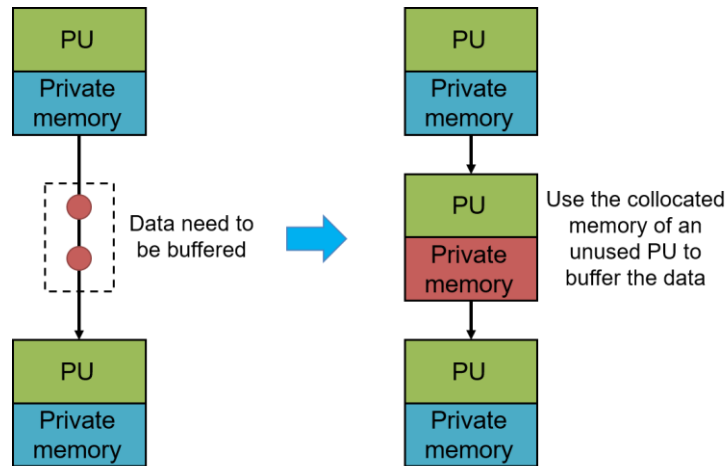 PU
Private
memory
Data need to
be buffered
PU
Private
memory
PU
Private
memory
PU
Private
memory
Use the collocated
memory of an
unused PU to
buffer the data
PU
Private
memory